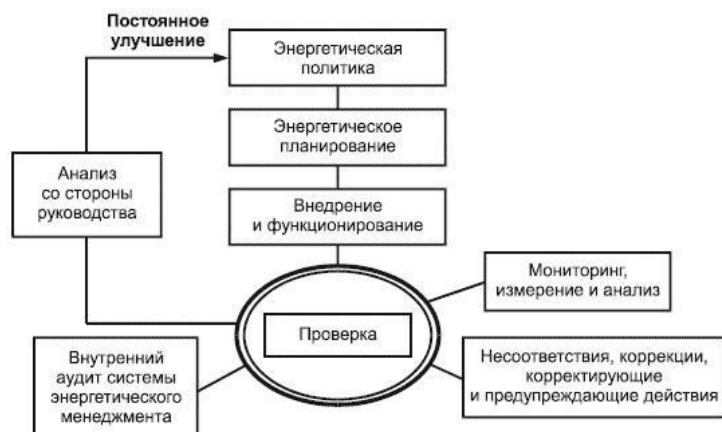 Постоянное
улучшение
Энергетическая
политика
Энергетическое
планирование
Анализ
со стороны
руководства
Внедрение
и функционирование
Мониторинг,
измерение и анализ
Проверка
Внутренний
аудит системы
энергетического
менеджмента
Несоответствия, коррекции,
корректирующие
и предупреждающие действия